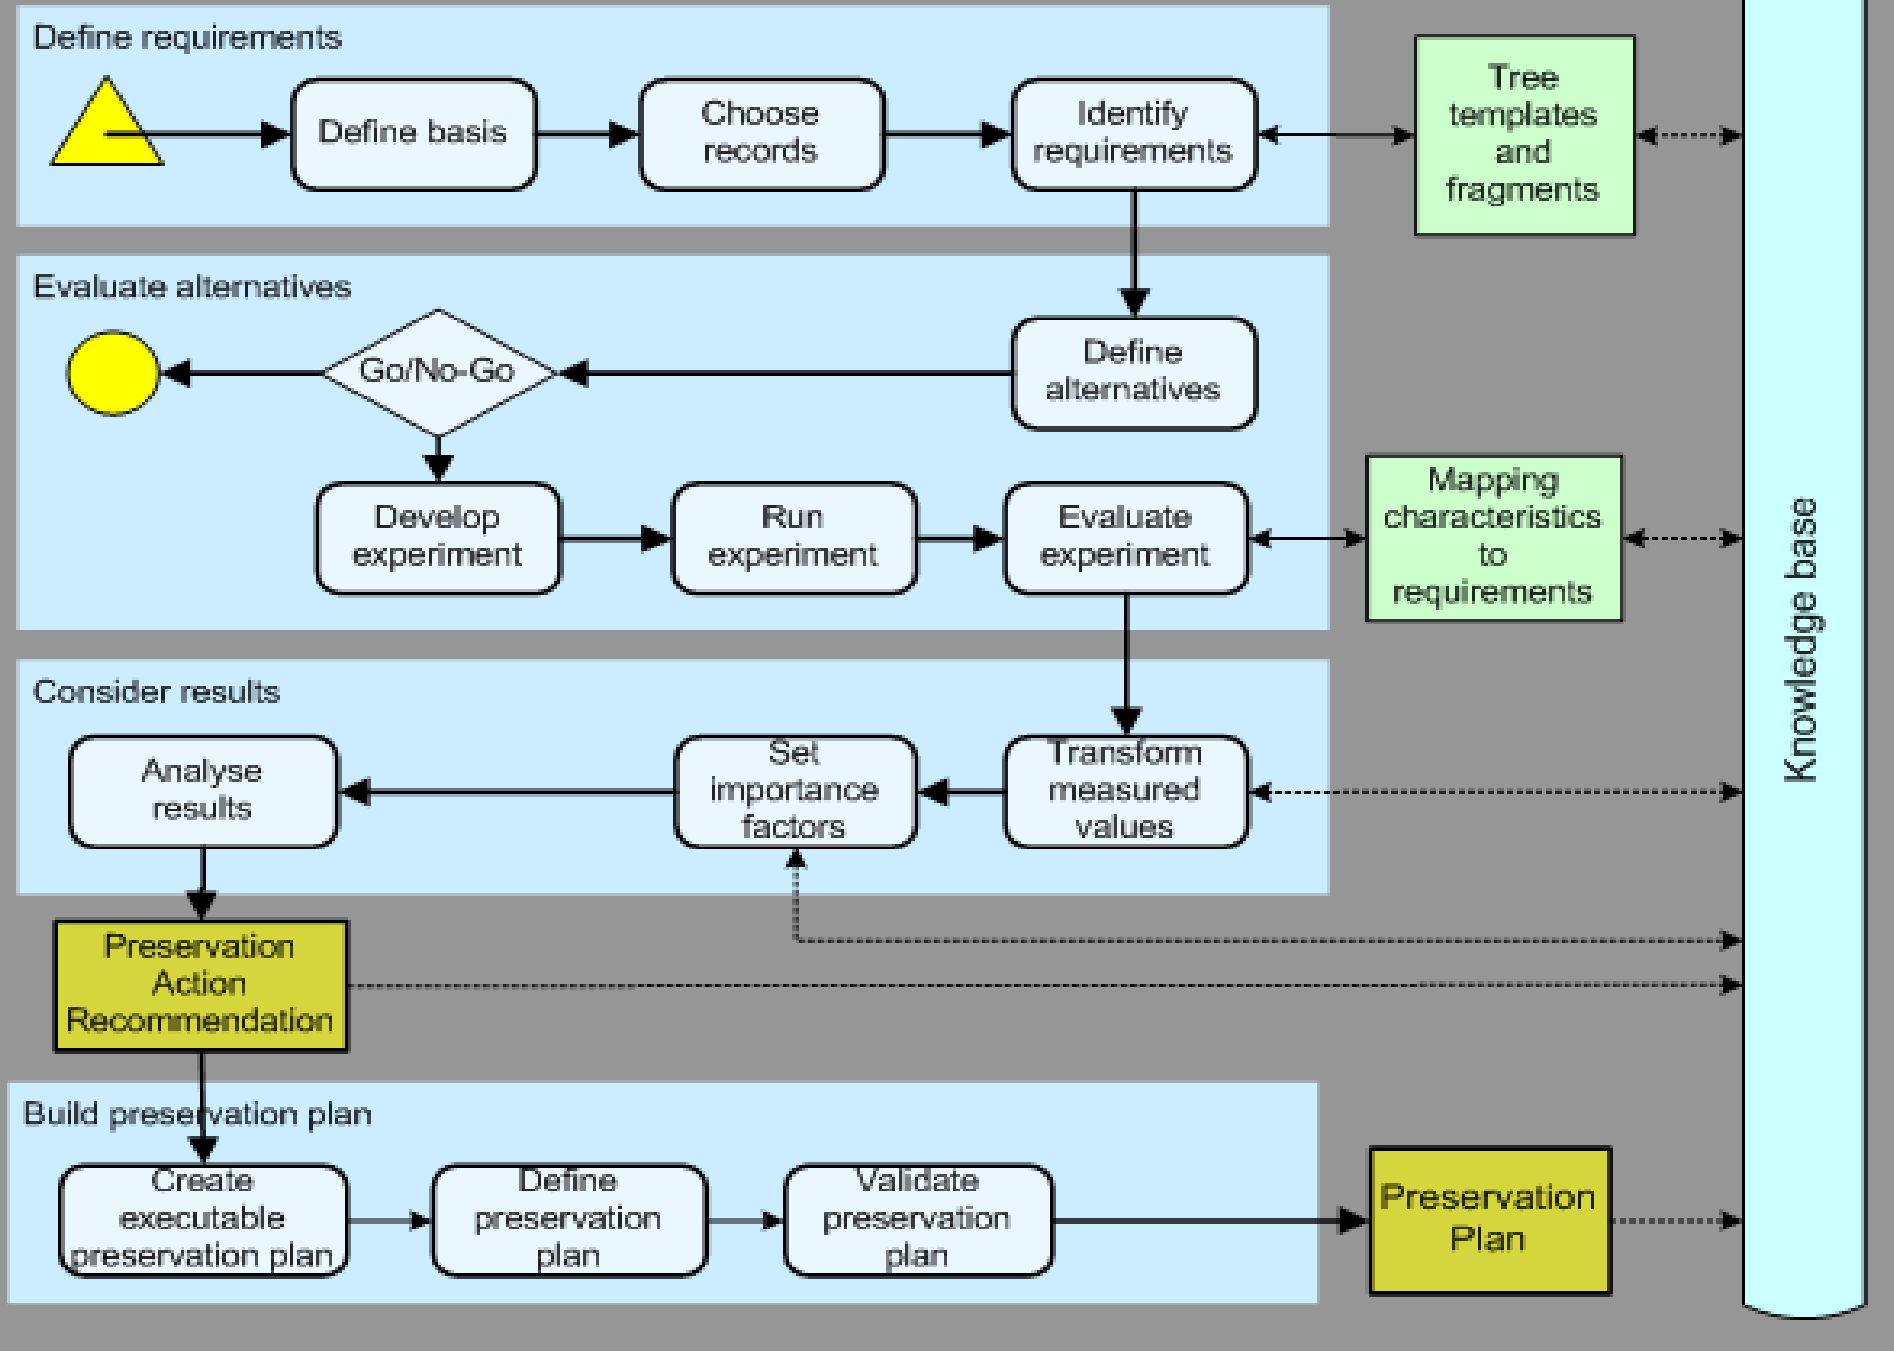 Define requirements
Define basis
Choose
records
Identify
requirements
Tree
templates
and
fragments
Evaluate alternatives
Go/No-Go
Define
alternatives
Develop
experiment
Run
experiment
Evaluate
experiment
Mapping
characteristics
to
requirements
Knowledge base
Consider results
Analyse
results
Set
importance
factors
Transform
measured
values
Preservation
Action
Recommendation
Build preservation plan
Create
executable
preservation plan
Define
preservation
plan
Validate
preservation
plan
Preservation
Plan